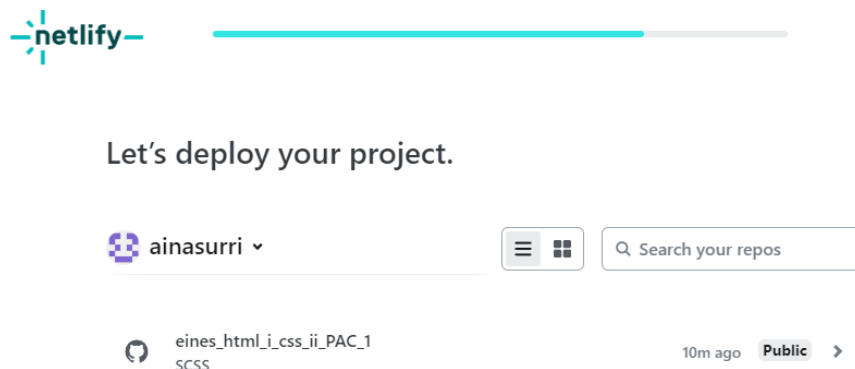 netlify
Let's deploy your project.
ainasurri
Search your repos
eines_html_i_css_ii_PAC_1
10m ago Public
SCSS